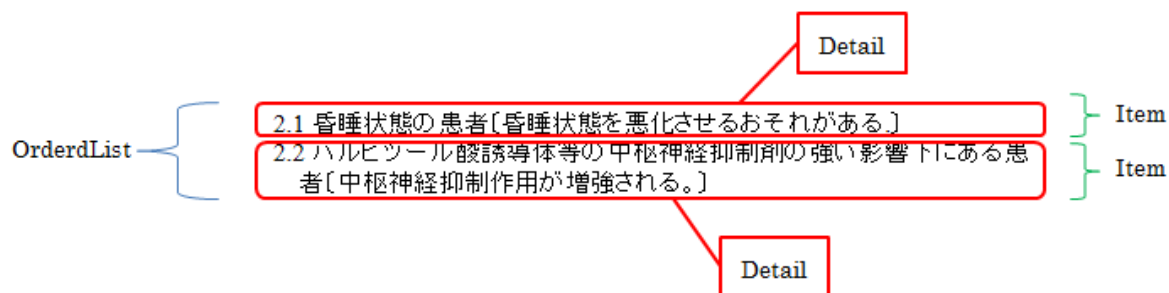 Detail
2.1 昏睡状態の患者〔昏睡状態を悪化させるおそれがある〕
Item
OrderdList
2.2 バルビツール酸誘導体等の中枢神経抑制剤の強い影響下にある患
者〔中枢神経抑制作用が増強される。〕
Item
Detail